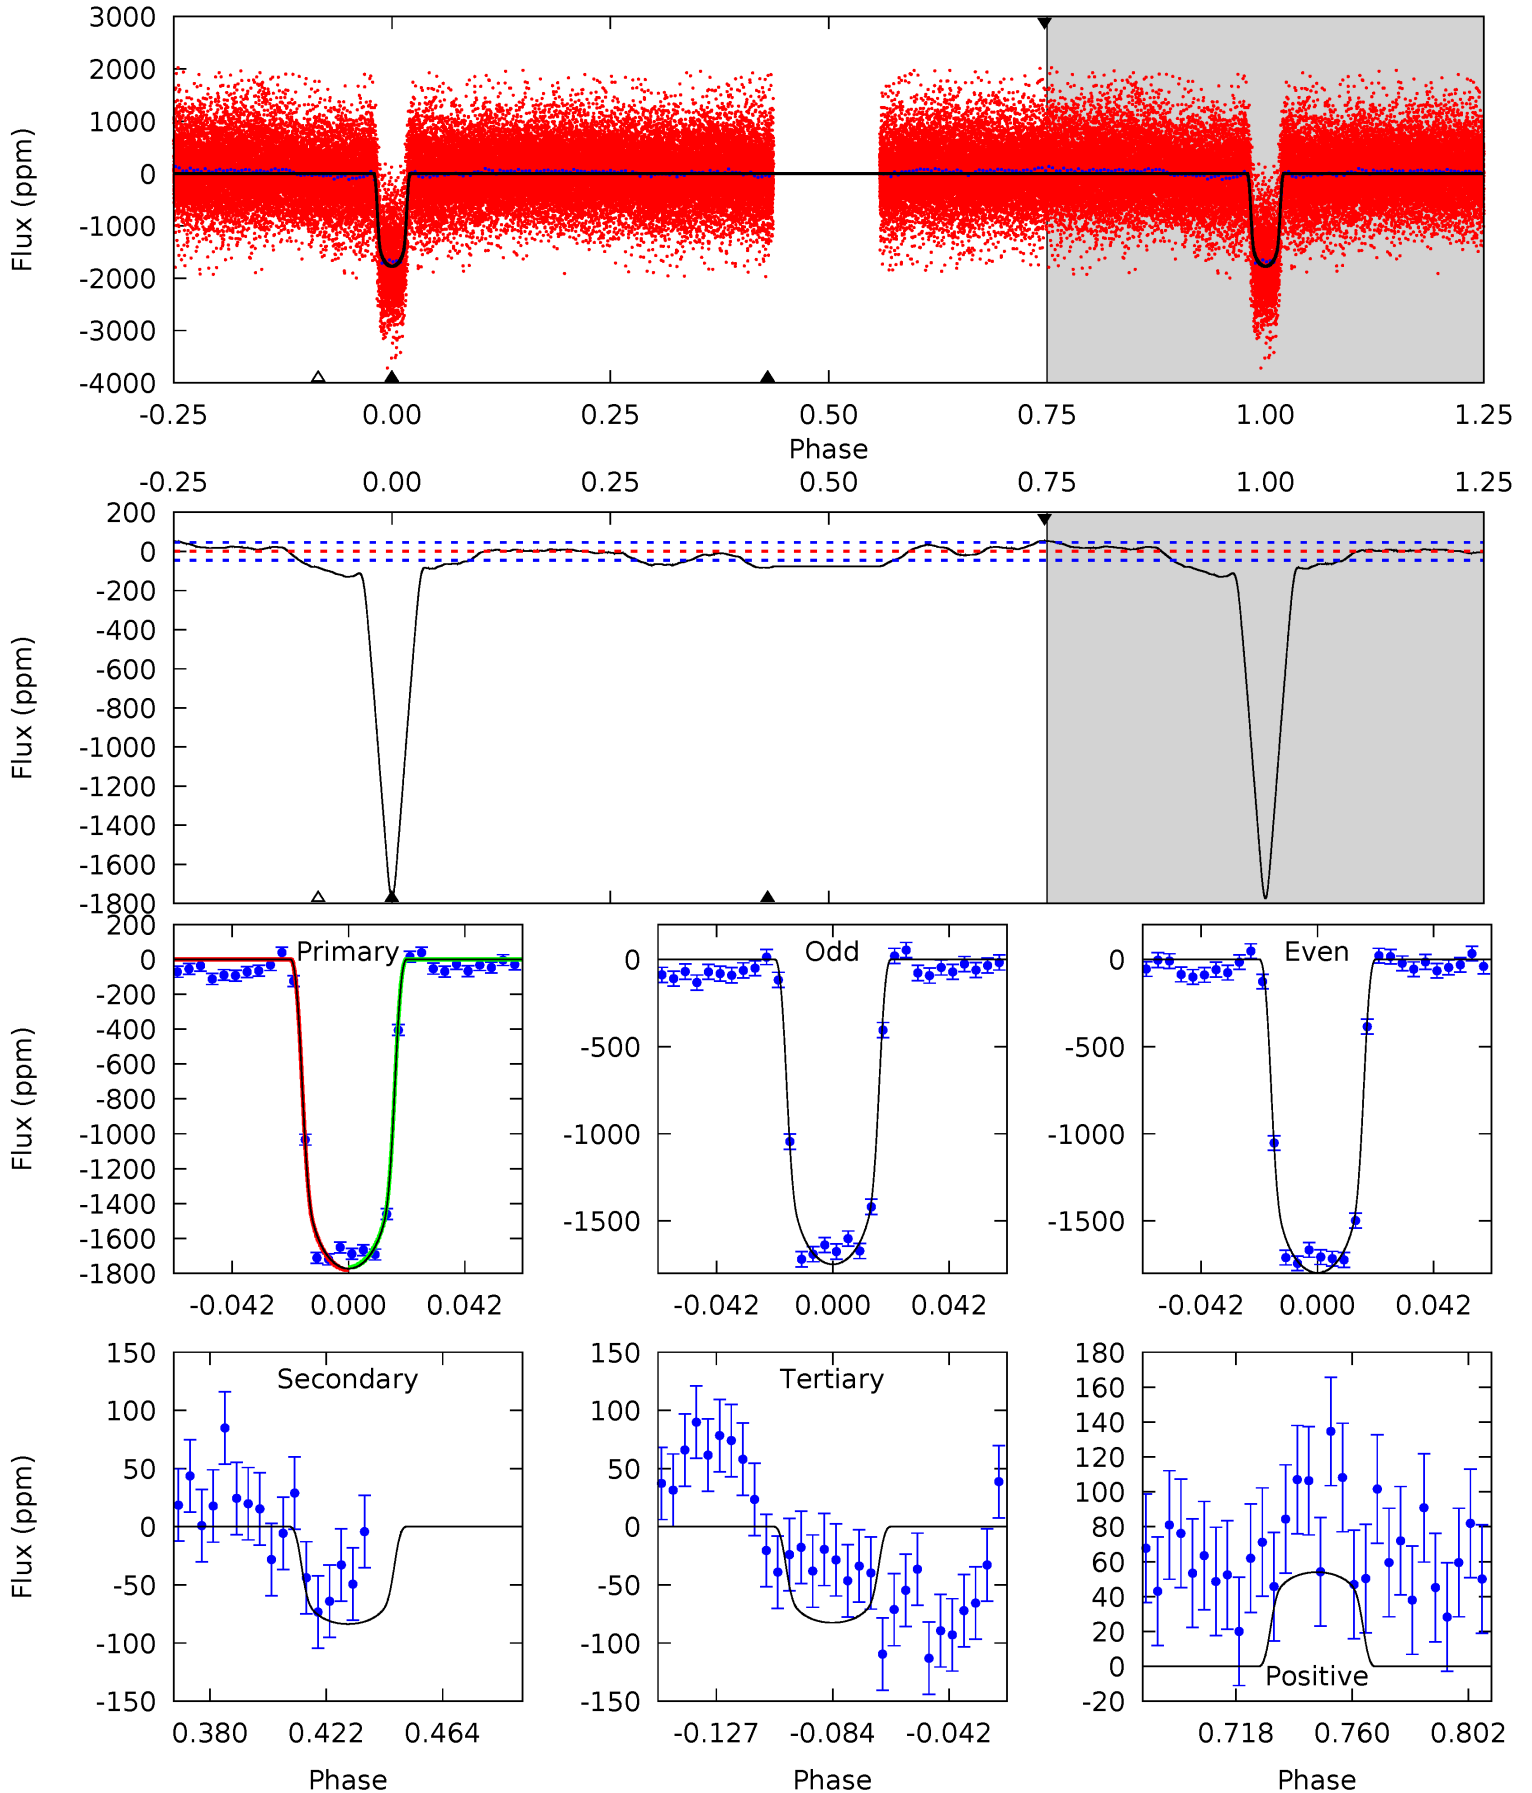 3000
2000
1000
0
-1000
-2000
-3000
-4000
Flux (ppm)
-0.25 0.00 0.25 0.50 0.75 1.00 1.25
Phase
-0.25 0.00 0.25 0.50 0.75 1.00 1.25
200
0
-200
-400
-600
-800
-1000
-1200
-1400
-1600
-1800
Flux (ppm)
Primary
200
0
-200
-400
-600
-800
-1000
-1200
-1400
-1600
-1800
Flux (ppm)
-0.042 0.000 0.042
Odd
0
-500
-1000
-1500
-0.042 0.000 0.042
Even
0
-500
-1000
-1500
-0.042 0.000 0.042
Secondary
150
100
50
0
-50
-100
-150
Flux (ppm)
0.380 0.422 0.464
Phase
Tertiary
150
100
50
0
-50
-100
-150
-0.127 -0.084 -0.042
Phase
180
160
140
120
100
80
60
40
20
0
-20
Positive
0.718 0.760 0.802
Phase